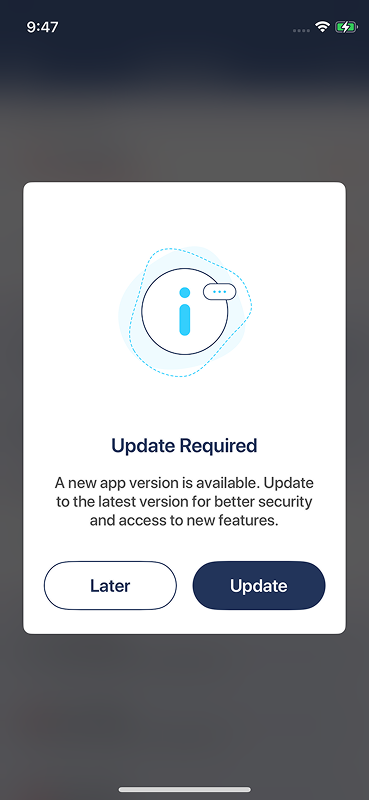 9:47
Update Required
A new app version is available. Update
to the latest version for better security
and access to new features.
Later
Update